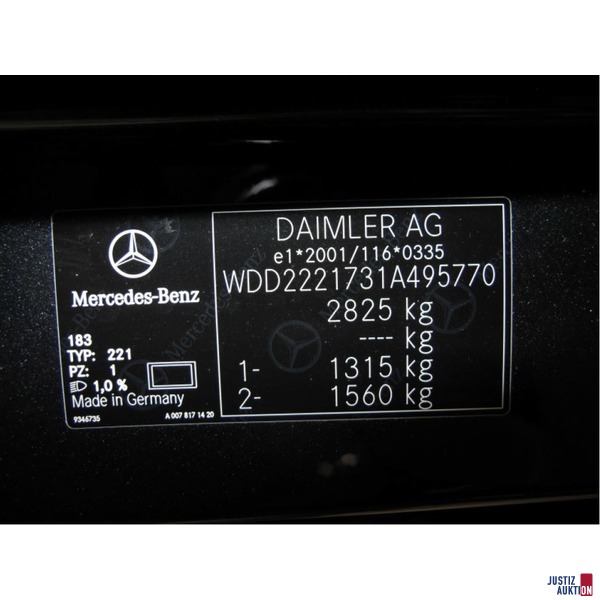 Mercedes-Benz
183
TYP: 221
PZ: 1
1,0 %
Made in Germany
9346735 A 007 817 14 20
DAIMLER AG
e1*2001/116*0335
WDD2221731A495770
2825 kg
---- kg
1- 1315 kg
2- 1560 kg
JUSTIZ
AUKTION